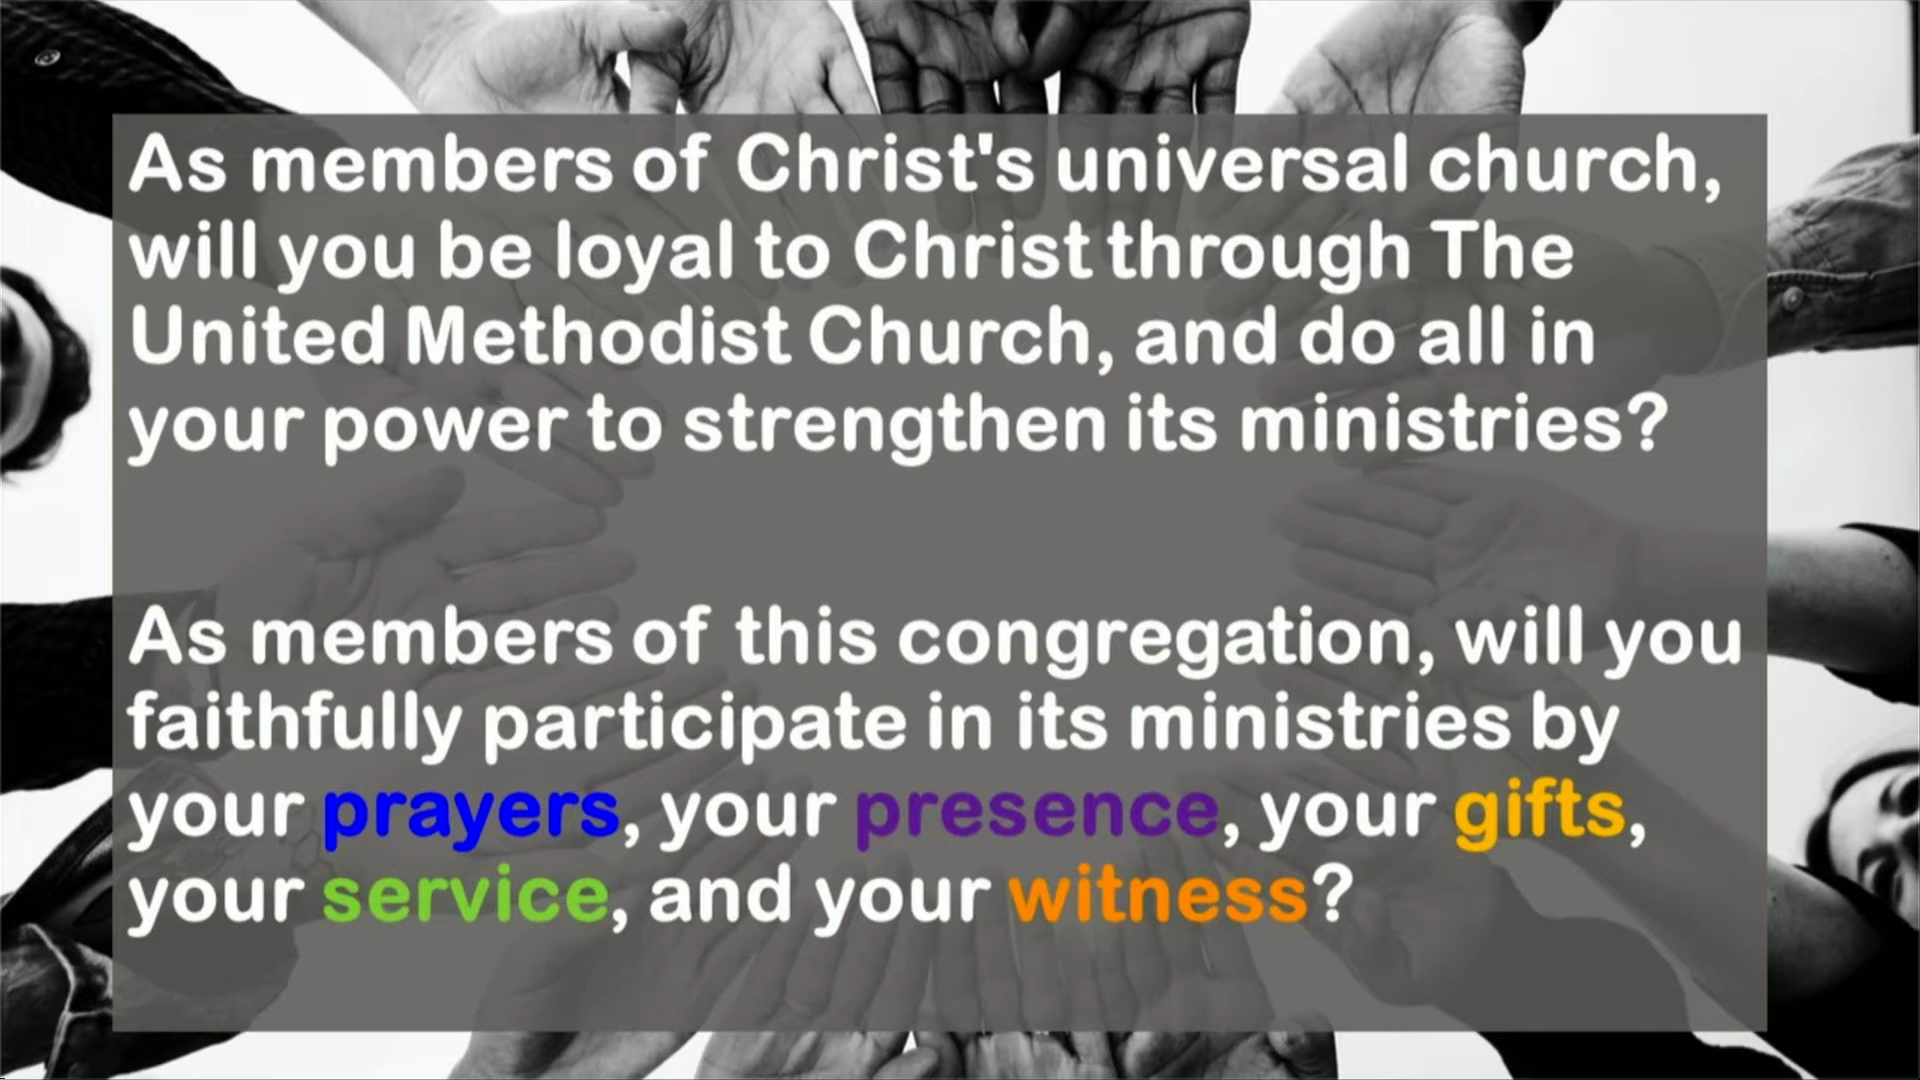 As members of Christ's universal church,
will you be loyal to Christ through The
United Methodist Church, and do all in
your power to strengthen its ministries?
As members of this congregation, will you
faithfully participate in its ministries by
your prayers, your presence, your gifts,
your service, and your witness?